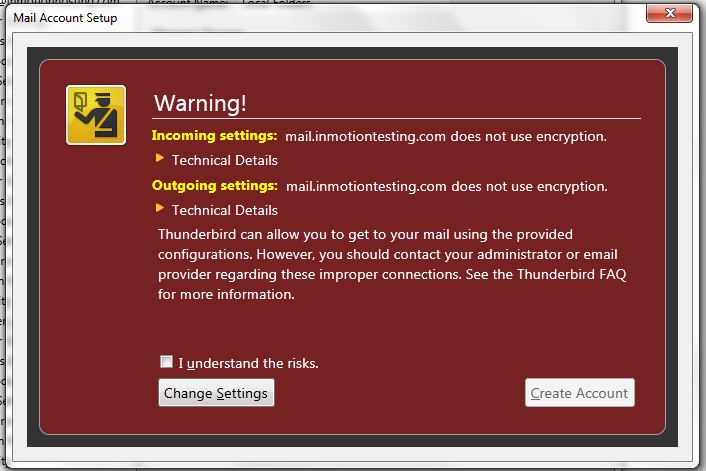 Mail Account Setup
Warning!
Incoming settings: mail.inmotiontesting.com does not use encryption.
Technical Details
Outgoing settings: mail.inmotiontesting.com does not use encryption.
Technical Details
Thunderbird can allow you to get to your mail using the provided
configurations. However, you should contact your administrator or email
provider regarding these improper connections. See the Thunderbird FAQ
for more information.
I understand the risks.
Change Settings
Create Account